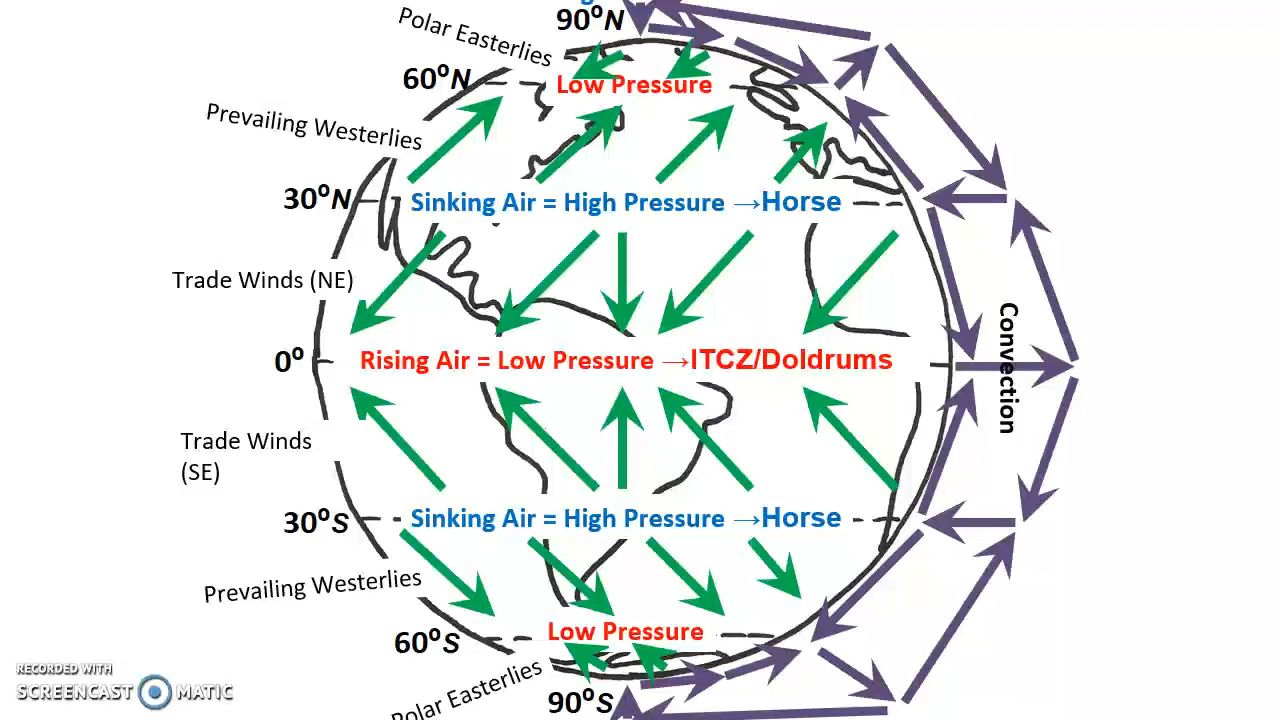 90⁰N
Polar Easterlies
60⁰N
Low Pressure
Prevailing Westerlies
30⁰N
Sinking Air = High Pressure →Horse
Trade Winds (NE)
0⁰
Rising Air = Low Pressure →ITCZ/Doldrums
Convection
Trade Winds
(SE)
30⁰S
Sinking Air = High Pressure →Horse
Prevailing Westerlies
60⁰S
Low Pressure
Polar Easterlies
90⁰S
RECORDED WITH
SCREENCAST MATIC